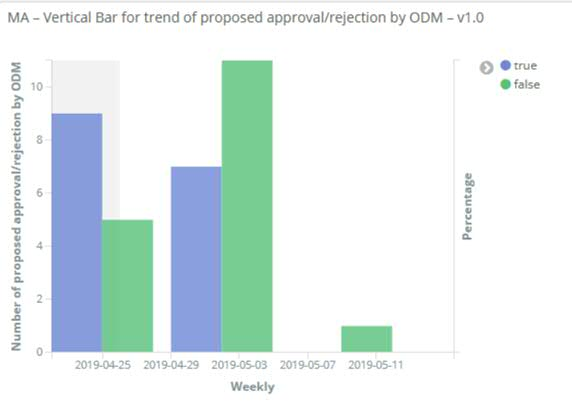 MA – Vertical Bar for trend of proposed approval/rejection by ODM – v1.0
true
false
Number of proposed approval/rejection by ODM
10
8
6
4
2
0
Percentage
2019-04-25 2019-04-29 2019-05-03 2019-05-07 2019-05-11
Weekly